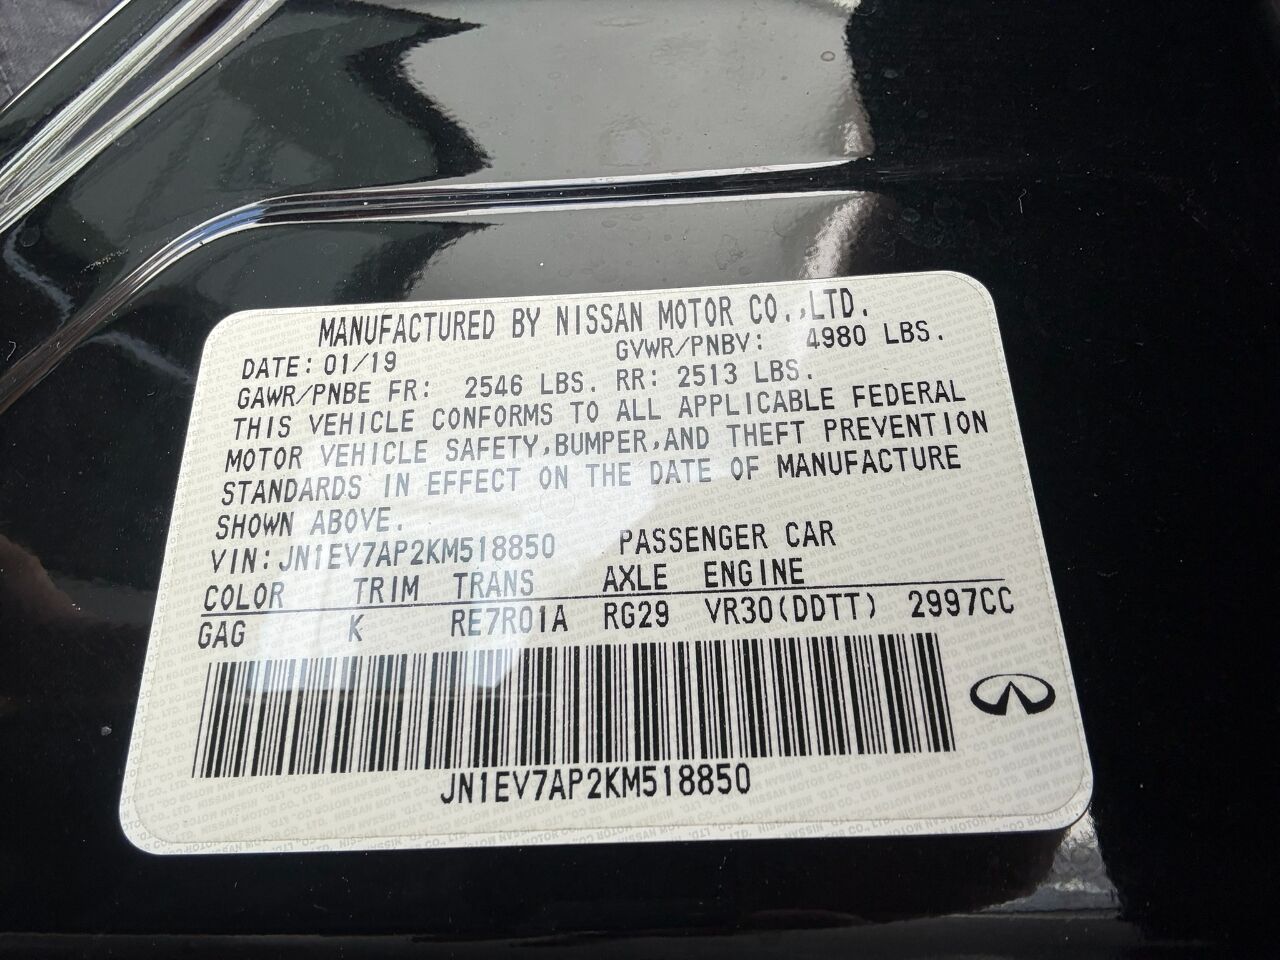 MANUFACTURED BY NISSAN MOTOR CO.,LTD.
DATE: 01/19 GVWR/PNBV: 4980 LBS.
GAWR/PNBE FR: 2546 LBS. RR: 2513 LBS.
THIS VEHICLE CONFORMS TO ALL APPLICABLE FEDERAL
MOTOR VEHICLE SAFETY,BUMPER,AND THEFT PREVENTION
STANDARDS IN EFFECT ON THE DATE OF MANUFACTURE
SHOWN ABOVE.
VIN: JN1EV7AP2KM518850 PASSENGER CAR
COLOR TRIM TRANS AXLE ENGINE
GAG K RE7R01A RG29 VR30(DDTT) 2997CC
JN1EV7AP2KM518850